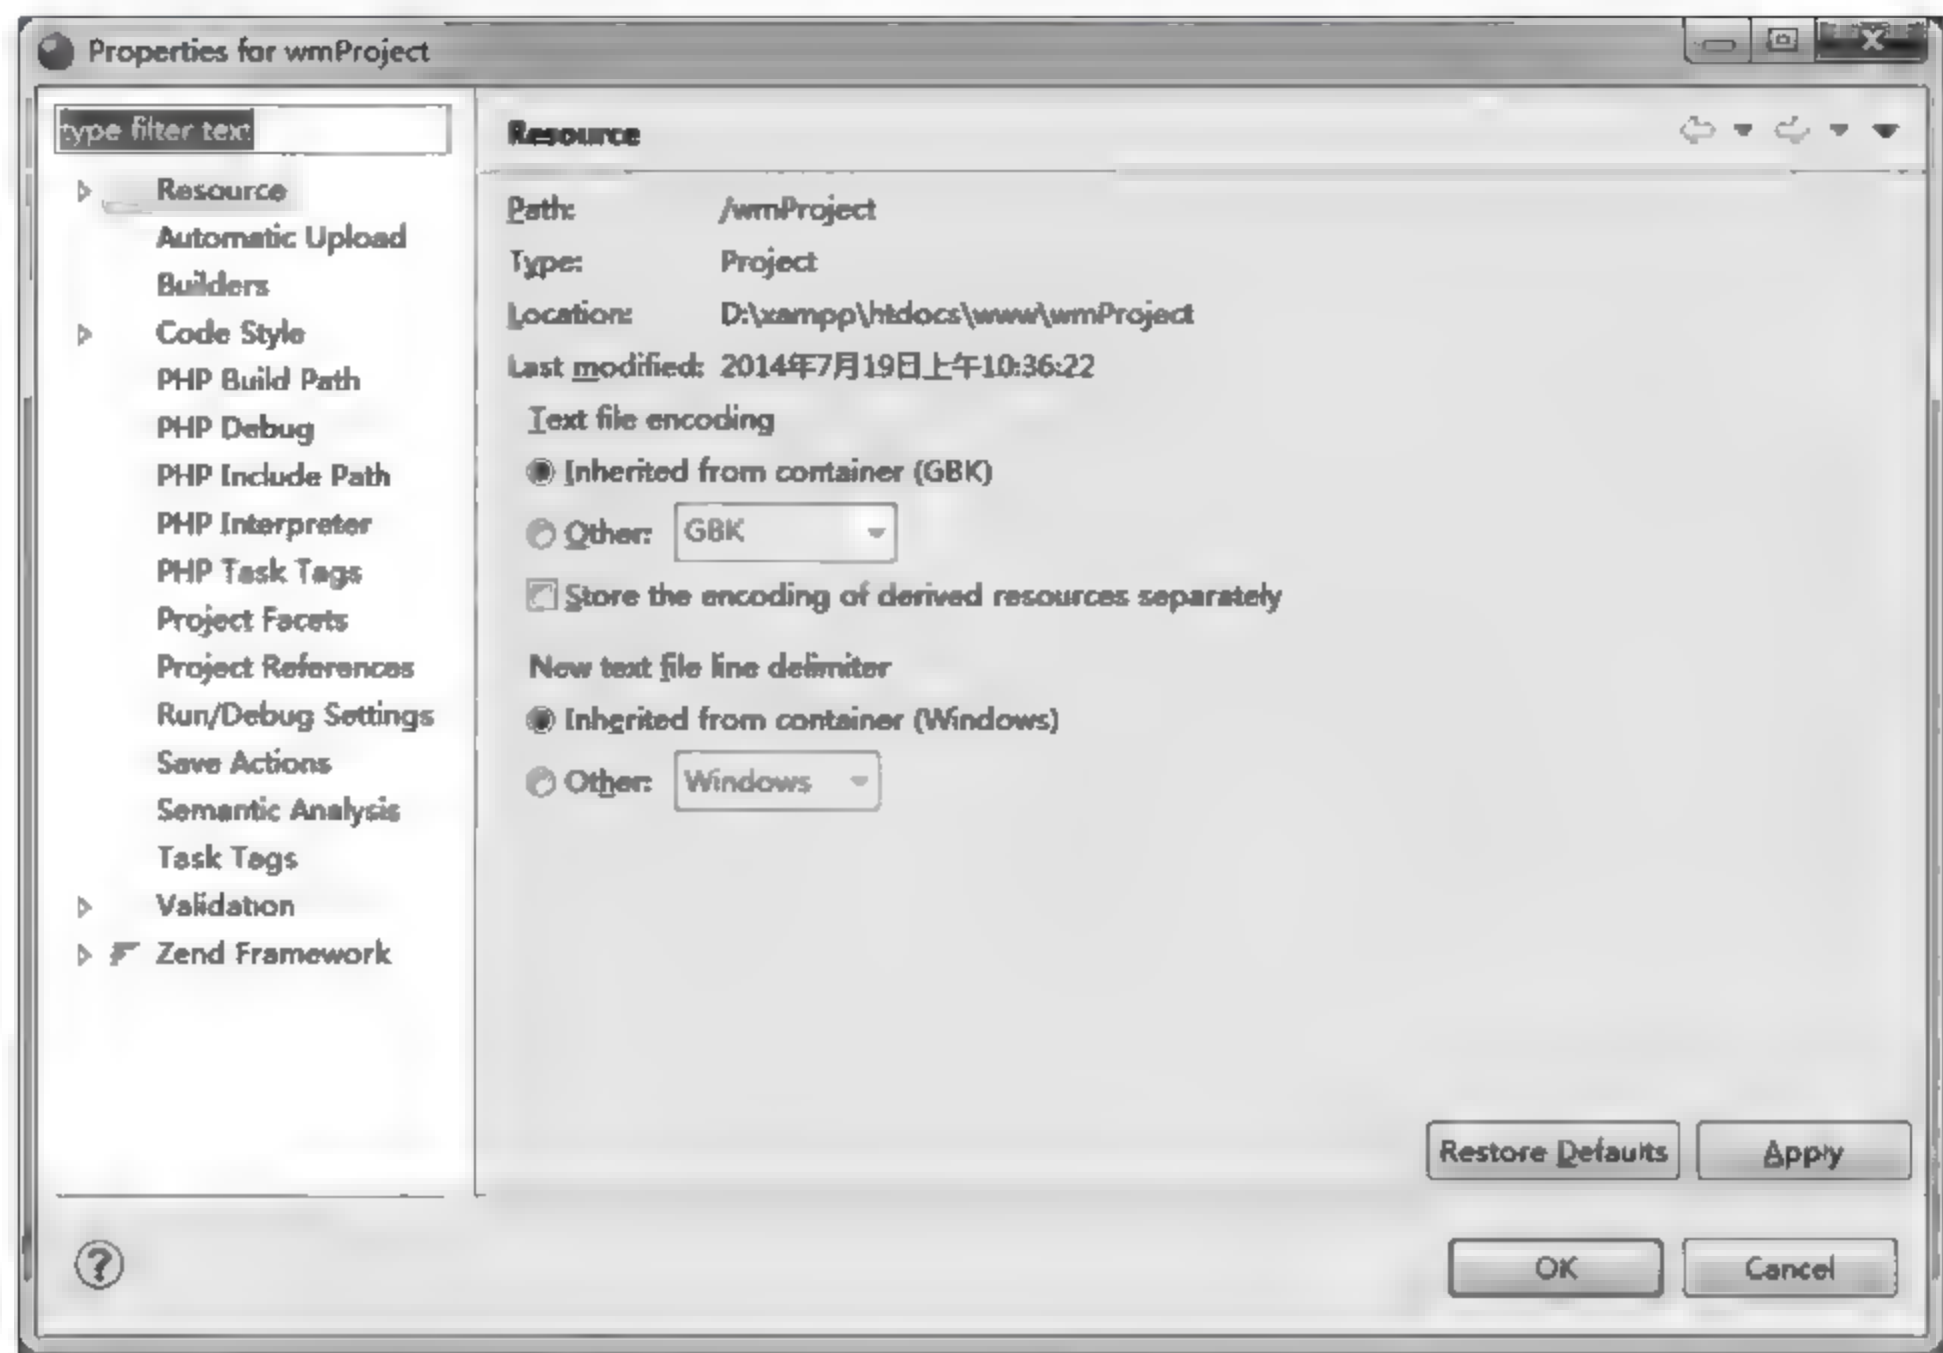 Properties for wmProject
type filter text
Resource
Automatic Upload
Builders
Code Style
PHP Build Path
PHP Debug
PHP Include Path
PHP Interpreter
PHP Task Tags
Project Facets
Project References
Run/Debug Settings
Save Actions
Semantic Analysis
Task Tags
Validation
Zend Framework
Resource
Path: /wmProject
Type: Project
Location: D:\xampp\htdocs\www\wmProject
Last modified: 2014年7月19日上午10:36:22
Text file encoding
Inherited from container (GBK)
Other: GBK
Store the encoding of derived resources separately
New text file line delimiter
Inherited from container (Windows)
Other: Windows
Restore Defaults Apply
? OK Cancel